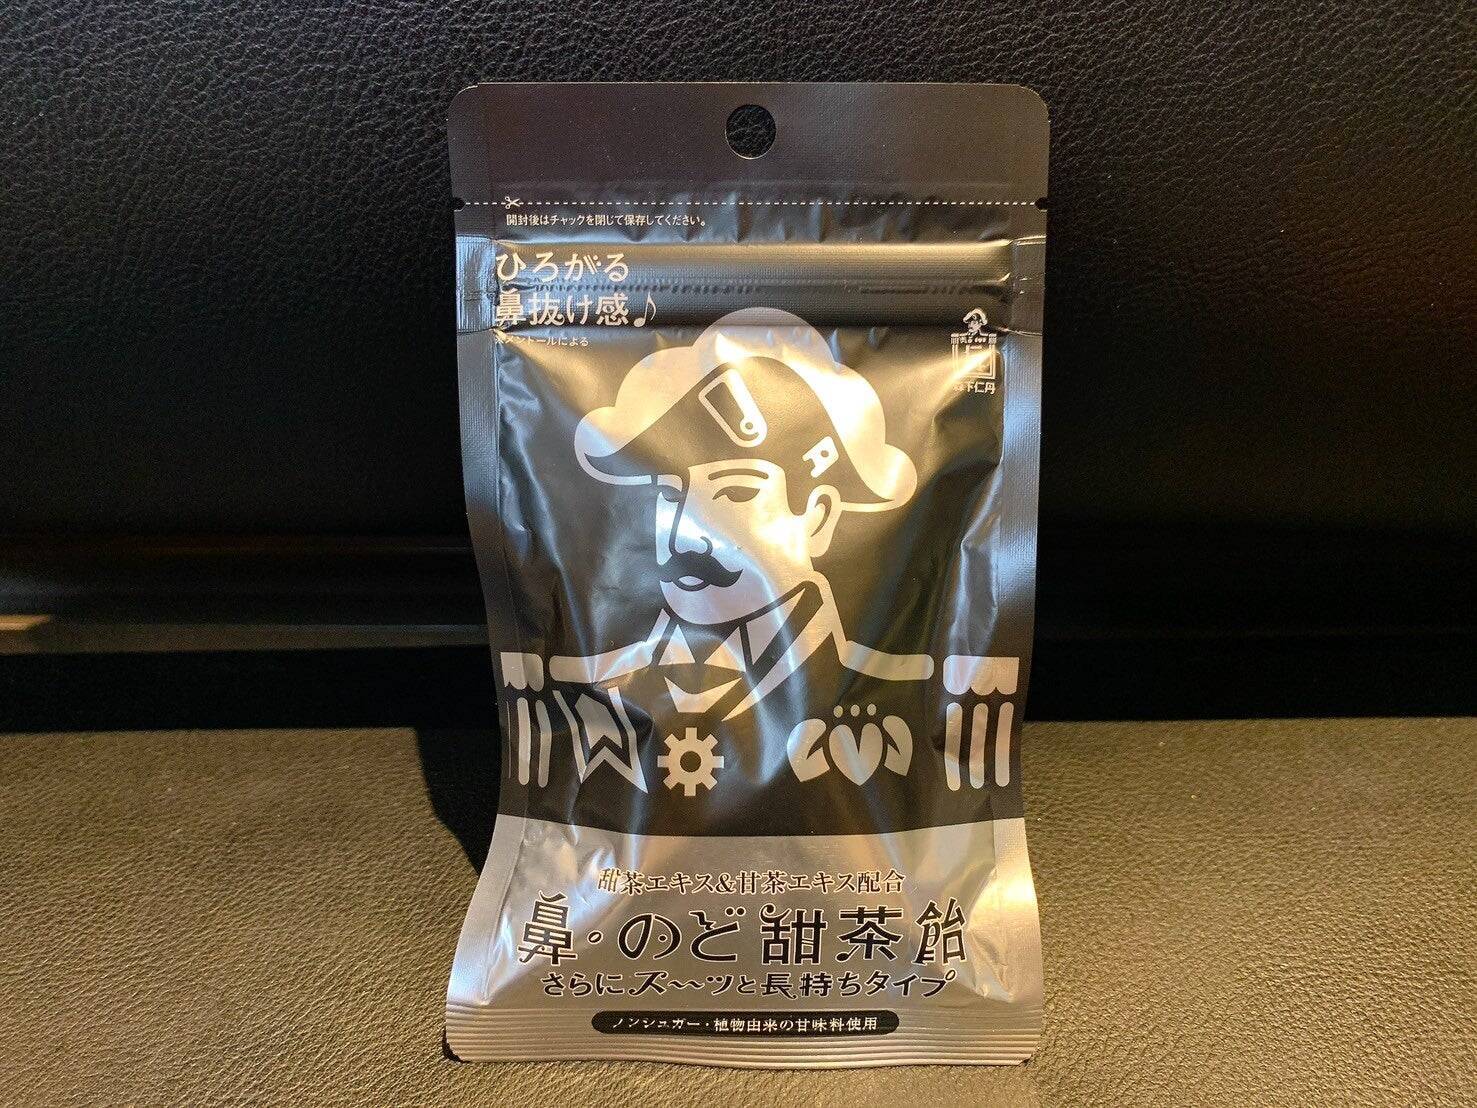 開封後はチャックを閉じて保存してください。
ひろがる
鼻抜け感♪
※メントールによる
森下仁丹
甜茶エキス&甘茶エキス配合
鼻・のど甜茶飴
さらにス〜〜ッと長持ちタイプ
ノンシュガー・植物由来の甘味料使用